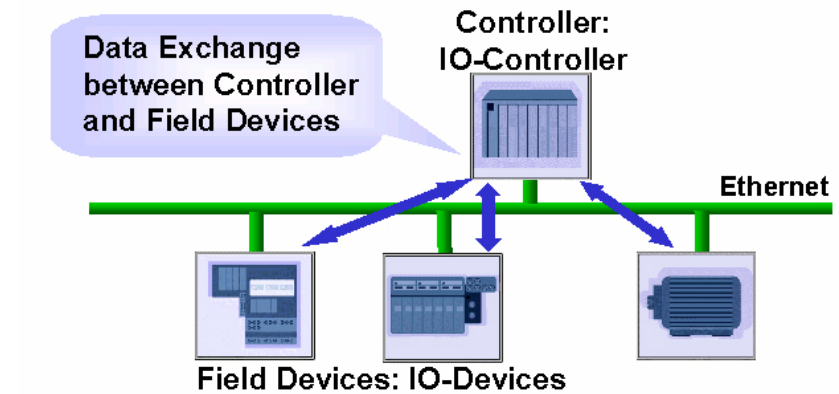 Data Exchange
between Controller
and Field Devices
Controller:
IO-Controller
Ethernet
Field Devices: IO-Devices